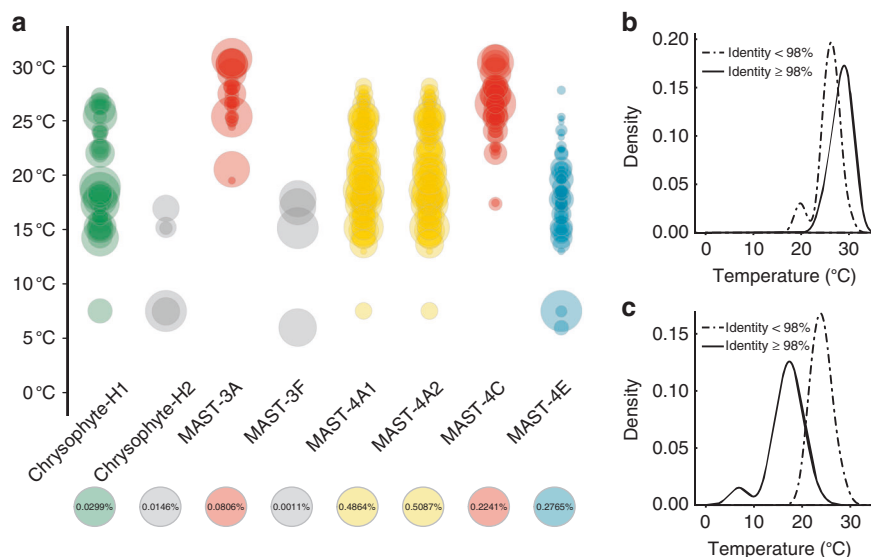 a
30 °C
25 °C
20 °C
15 °C
10 °C
5 °C
0 °C
Chrysophyte-H1
Chrysophyte-H2
MAST-3A
MAST-3F
MAST-4A1
MAST-4A2
MAST-4C
MAST-4E
0.0299%
0.0146%
0.0806%
0.0011%
0.4864%
0.5087%
0.2241%
0.2765%
b
0.20
0.15
0.10
0.05
0.00
Density
Identity < 98%
Identity ≥ 98%
0 10 20 30
Temperature (°C)
c
0.15
0.10
0.05
0.00
Density
Identity < 98%
Identity ≥ 98%
0 10 20 30
Temperature (°C)